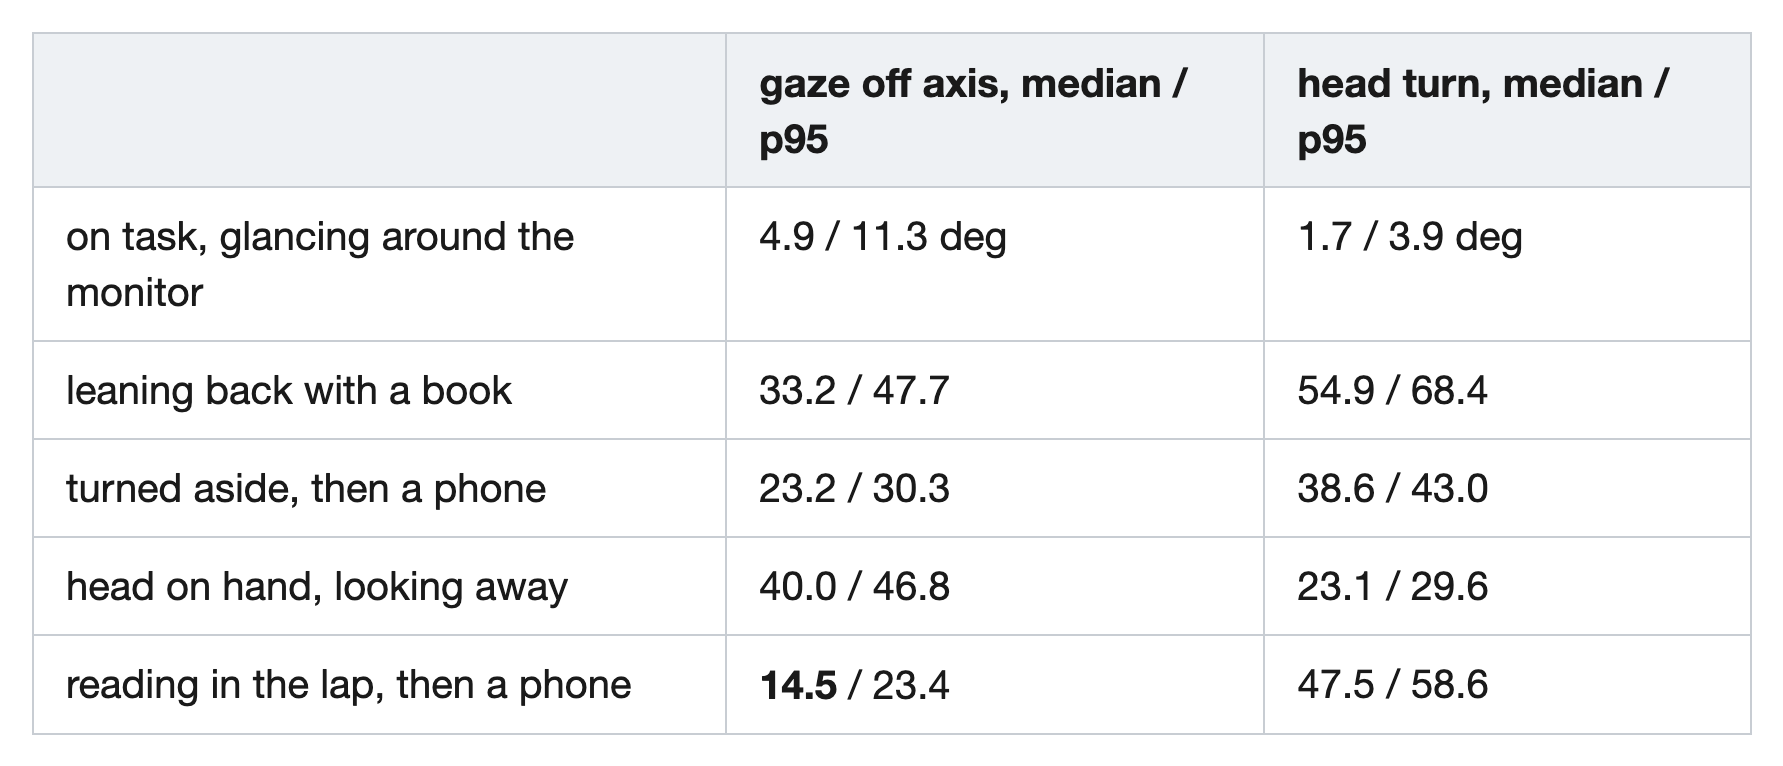 gaze off axis, median /
p95
head turn, median /
p95
on task, glancing around the
monitor
4.9 / 11.3 deg
1.7 / 3.9 deg
leaning back with a book
33.2 / 47.7
54.9 / 68.4
turned aside, then a phone
23.2 / 30.3
38.6 / 43.0
head on hand, looking away
40.0 / 46.8
23.1 / 29.6
reading in the lap, then a phone
14.5 / 23.4
47.5 / 58.6